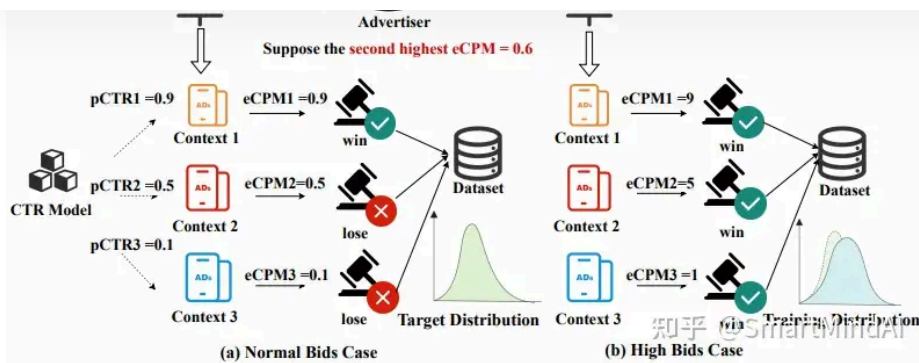 Advertiser
Suppose the second highest eCPM = 0.6
pCTR1 =0.9
ADs
eCPM1 =0.9
Context 1
win
CTR Model
pCTR2 =0.5
ADs
eCPM2=0.5
Context 2
lose
Dataset
pCTR3 =0.1
ADs
eCPM3 =0.1
Context 3
lose
Target Distribution
(a) Normal Bids Case
ADs
eCPM1 =9
Context 1
win
ADs
eCPM2=5
Context 2
win
Dataset
ADs
eCPM3 =1
Context 3
win
Training Distribution
(b) High Bids Case
知乎 @SmartMindAI